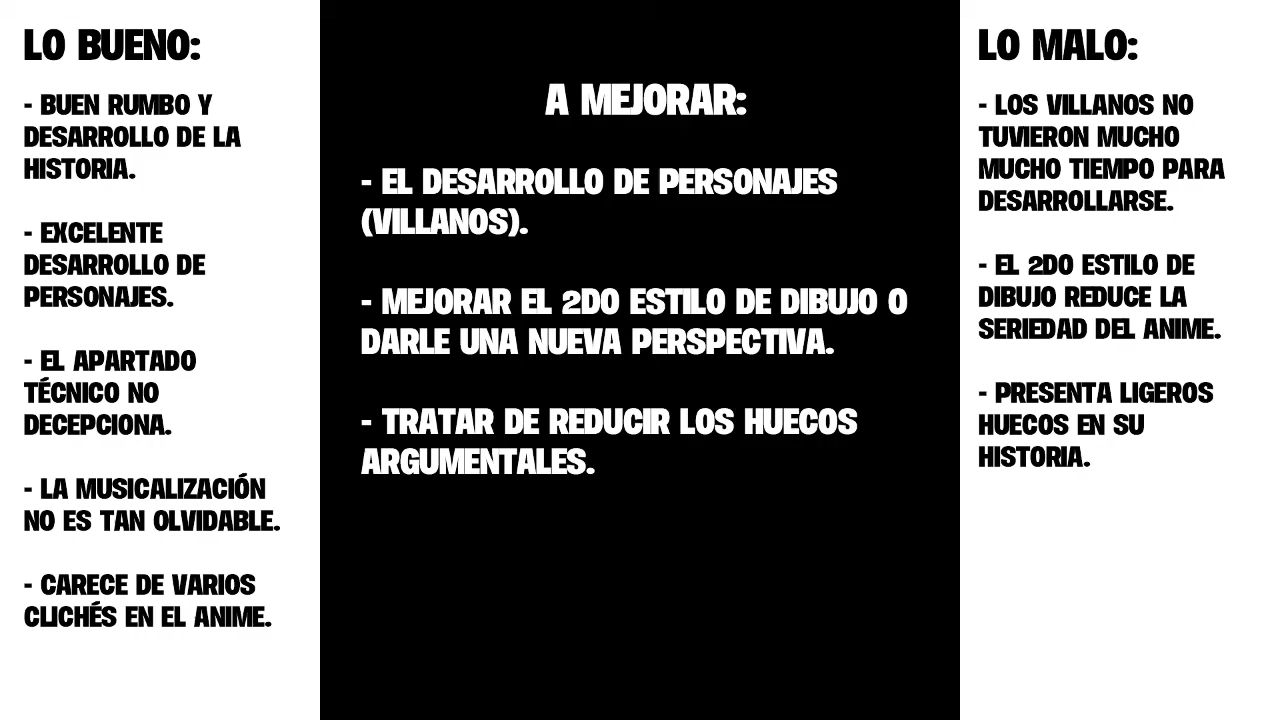 LO BUENO:
- BUEN RUMBO Y
DESARROLLO DE LA
HISTORIA.
- EXCELENTE
DESARROLLO DE
PERSONAJES.
- EL APARTADO
TÉCNICO NO
DECEPCIONA.
- LA MUSICALIZACIÓN
NO ES TAN OLVIDABLE.
- CARECE DE VARIOS
CLICHÉS EN EL ANIME.
A MEJORAR:
- EL DESARROLLO DE PERSONAJES
(VILLANOS).
- MEJORAR EL 2DO ESTILO DE DIBUJO O
DARLE UNA NUEVA PERSPECTIVA.
- TRATAR DE REDUCIR LOS HUECOS
ARGUMENTALES.
LO MALO:
- LOS VILLANOS NO
TUVIERON MUCHO
MUCHO TIEMPO PARA
DESARROLLARSE.
- EL 2DO ESTILO DE
DIBUJO REDUCE LA
SERIEDAD DEL ANIME.
- PRESENTA LIGEROS
HUECOS EN SU
HISTORIA.